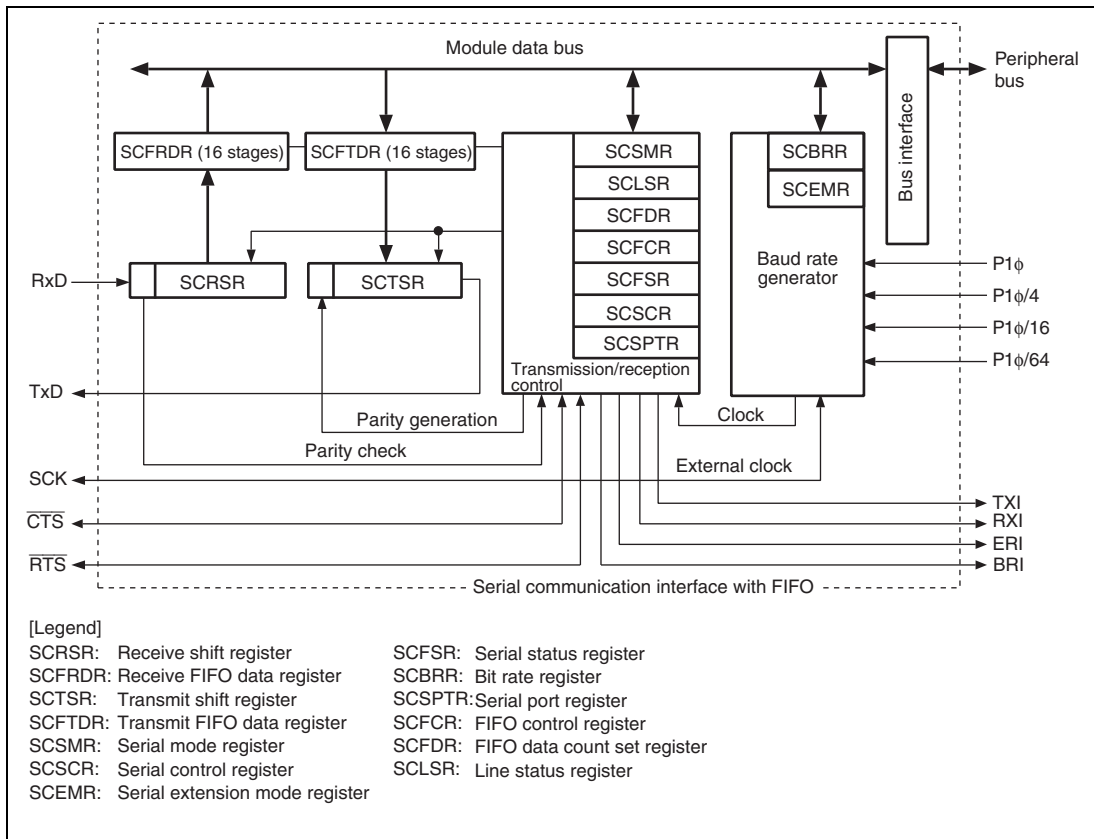 Module data bus
Peripheral
bus
Bus interface
SCFRDR (16 stages)
SCFTDR (16 stages)
SCSMR
SCLSR
SCFDR
SCFCR
SCFSR
SCSCR
SCSPTR
Transmission/reception
control
SCBRR
SCEMR
Baud rate
generator
RxD
SCRSR
SCTSR
P1ϕ
P1ϕ/4
P1ϕ/16
P1ϕ/64
TxD
Parity generation
Parity check
Clock
External clock
SCK
CTS
RTS
TXI
RXI
ERI
BRI
Serial communication interface with FIFO
[Legend]
SCRSR: Receive shift register
SCFRDR: Receive FIFO data register
SCTSR: Transmit shift register
SCFTDR: Transmit FIFO data register
SCSMR: Serial mode register
SCSCR: Serial control register
SCEMR: Serial extension mode register
SCFSR: Serial status register
SCBRR: Bit rate register
SCSPTR: Serial port register
SCFCR: FIFO control register
SCFDR: FIFO data count set register
SCLSR: Line status register